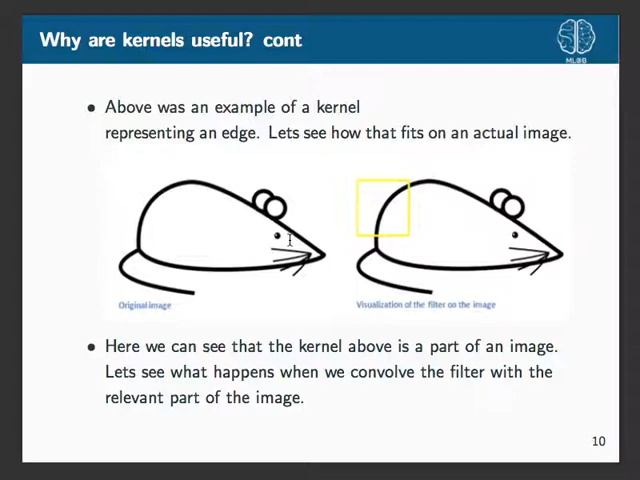 Why are kernels useful? cont
ML@B
Above was an example of a kernel
representing an edge. Lets see how that fits on an actual image.
Original image
Visualization of the filter on the image
Here we can see that the kernel above is a part of an image.
Lets see what happens when we convolve the filter with the
relevant part of the image.
10